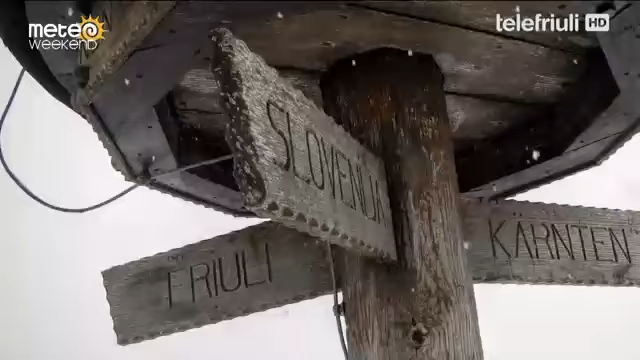 meteo
WEEKEND
telefriuli HD
SLOVENIJA
FRIULI
KÄRNTEN